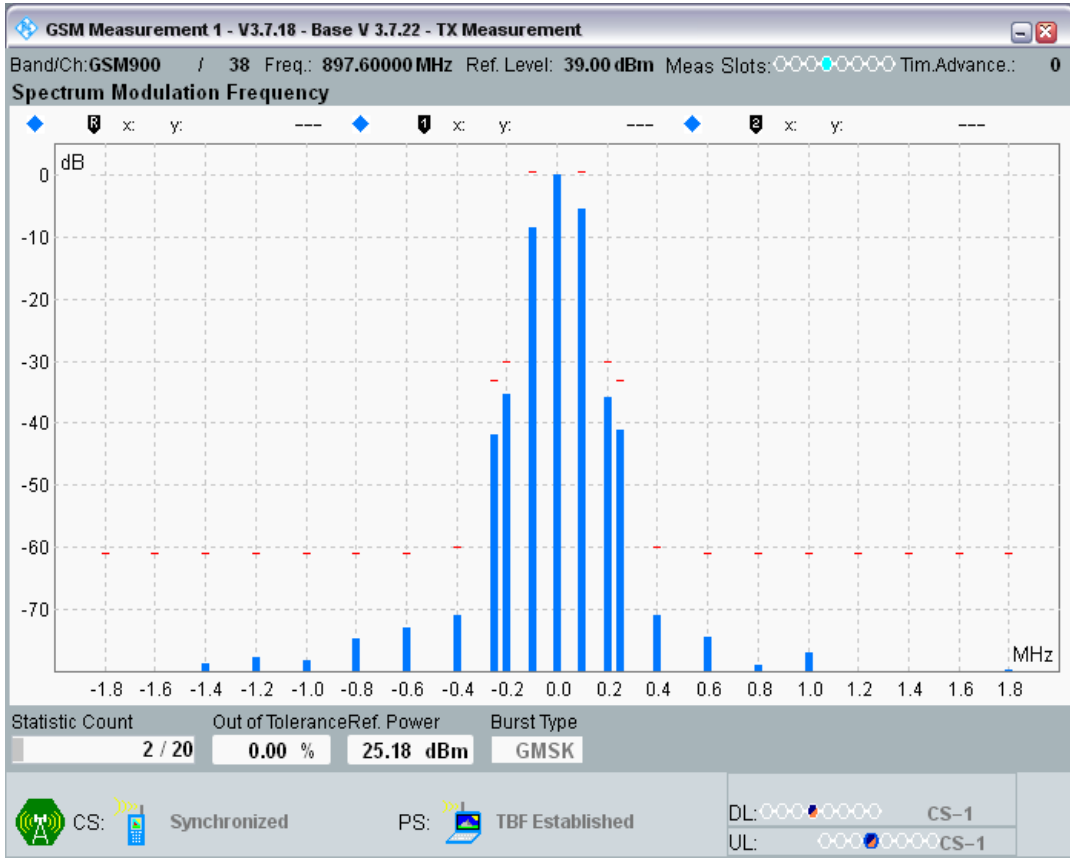 GSM Measurement 1 - V3.7.18 - Base V 3.7.22 - TX Measurement
Band/Ch:GSM900 / 38 Freq.: 897.60000 MHz Ref. Level: 39.00 dBm Meas Slots: Tim.Advance.: 0
Spectrum Modulation Frequency
R x: y: --- 1 x: y: --- 2 x: y: ---
dB
0
-10
-20
-30
-40
-50
-60
-70
MHz
-1.8 -1.6 -1.4 -1.2 -1.0 -0.8 -0.6 -0.4 -0.2 0.0 0.2 0.4 0.6 0.8 1.0 1.2 1.4 1.6 1.8
Statistic Count Out of Tolerance Ref. Power Burst Type
2 / 20 0.00 % 25.18 dBm GMSK
CS: Synchronized PS: TBF Established
DL: CS-1
UL: CS-1